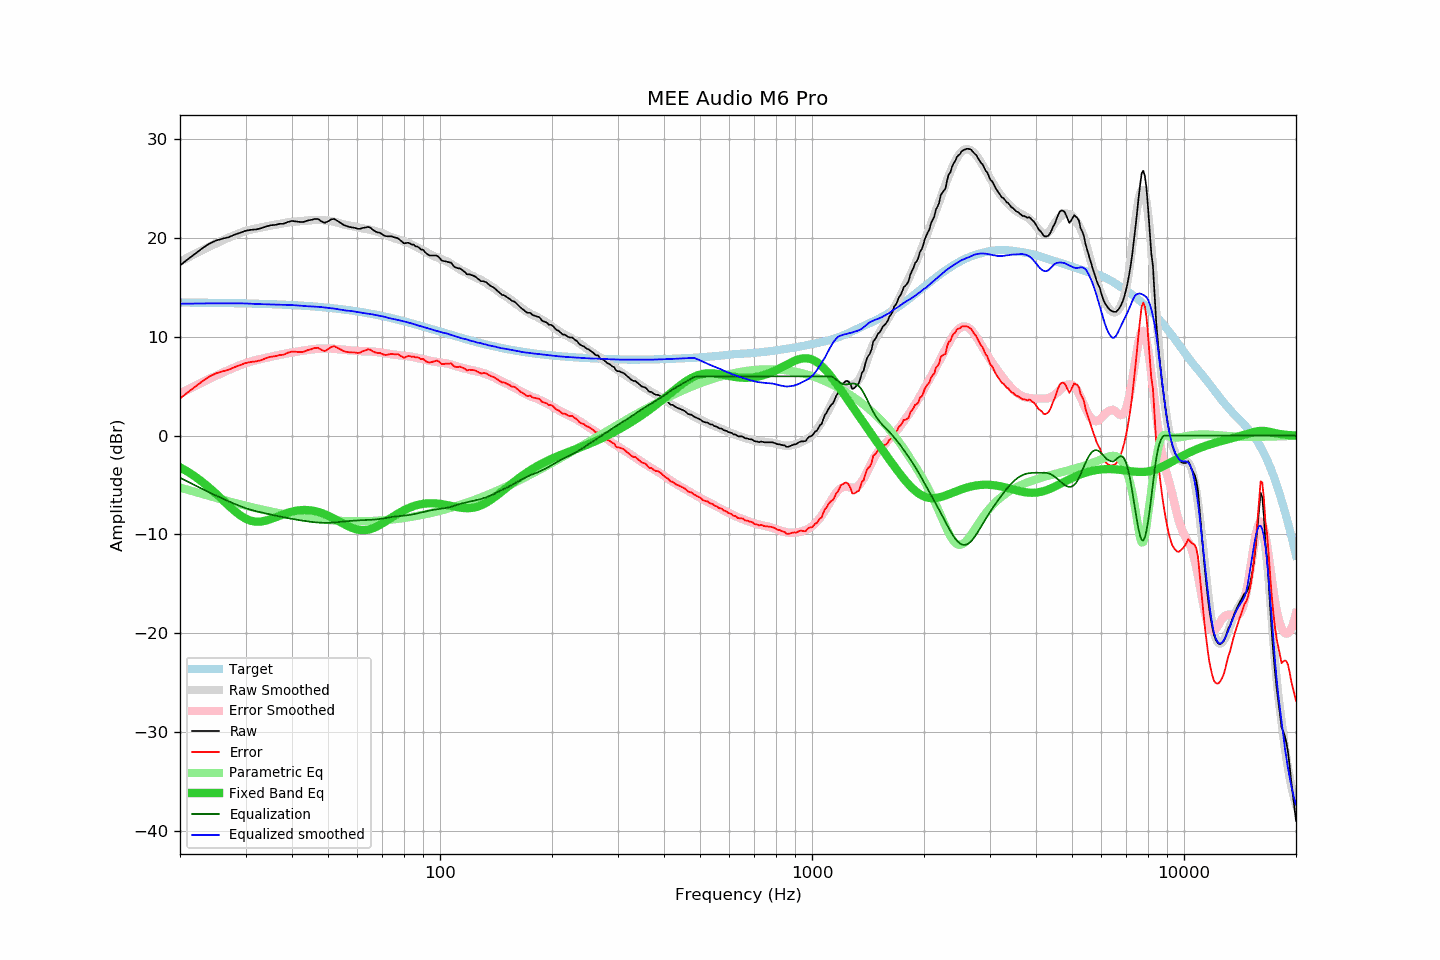 MEE Audio M6 Pro
Amplitude (dBr)
30
20
10
0
−10
−20
−30
−40
Target
Raw Smoothed
Error Smoothed
Raw
Error
Parametric Eq
Fixed Band Eq
Equalization
Equalized smoothed
100 1000 10000
Frequency (Hz)